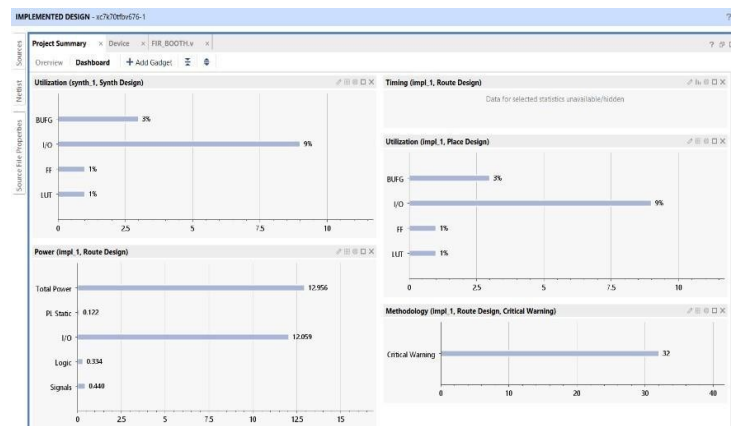 IMPLEMENTED DESIGN - xc7k70tfbv676-1
?
Sources
Netlist
Source File Properties
Project Summary × Device × FIR_BOOTH.v ×
Overview Dashboard + Add Gadget
Utilization (synth_1, Synth Design)
BUFG 3%
I/O 9%
FF 1%
LUT 1%
0 2.5 5 7.5 10
Power (impl_1, Route Design)
Total Power 12.956
PL Static 0.122
I/O 12.059
Logic 0.334
Signals 0.440
0 2.5 5 7.5 10 12.5 15
Timing (impl_1, Route Design)
Data for selected statistics unavailable/hidden
Utilization (impl_1, Place Design)
BUFG 3%
I/O 9%
FF 1%
LUT 1%
0 2.5 5 7.5 10
Methodology (impl_1, Route Design, Critical Warning)
Critical Warning 32
0 10 20 30 40